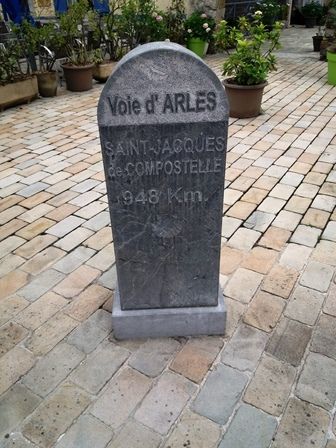 Voie d'ARLES
SAINT-JACQUES
de COMPOSTELLE
948 Km.